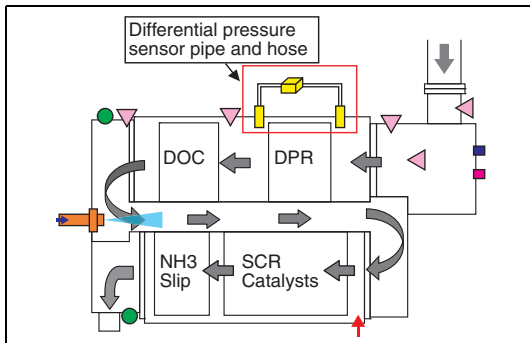 Differential pressure
sensor pipe and hose
DOC
DPR
NH3
Slip
SCR
Catalysts